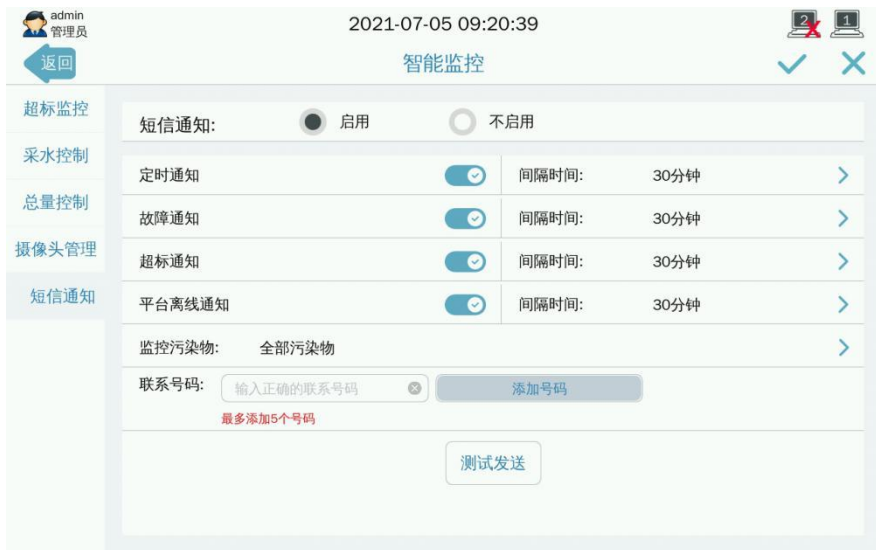 admin
管理员
2021-07-05 09:20:39
2
1
返回
智能监控
超标监控
采水控制
总量控制
摄像头管理
短信通知
短信通知: 启用 不启用
定时通知 间隔时间: 30分钟
故障通知 间隔时间: 30分钟
超标通知 间隔时间: 30分钟
平台离线通知 间隔时间: 30分钟
监控污染物: 全部污染物
联系号码: 输入正确的联系号码 添加号码
最多添加5个号码
测试发送